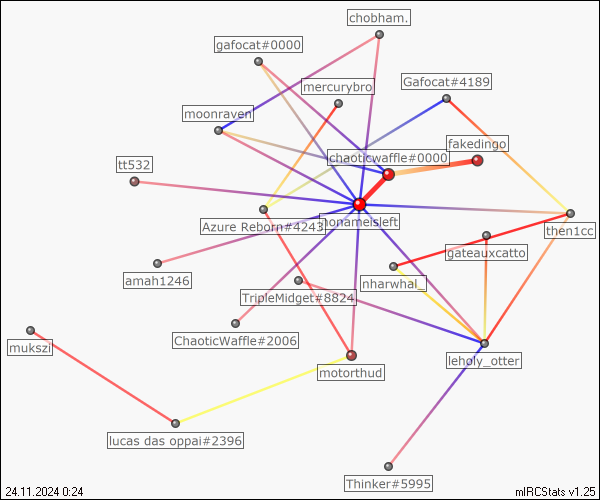 chobham.
gafocat#0000
mercurybro
Gafocat#4189
moonraven
fakedingo
chaoticwaffle#0000
tt532
Azure Reborn#4243
nonameisleft
then1cc
gateauxcatto
amah1246
nharwhal_
TripleMidget#8824
ChaoticWaffle#2006
mukszi
leholy_otter
motorthud
lucas das oppai#2396
Thinker#5995
24.11.2024 0:24
mIRCStats v1.25